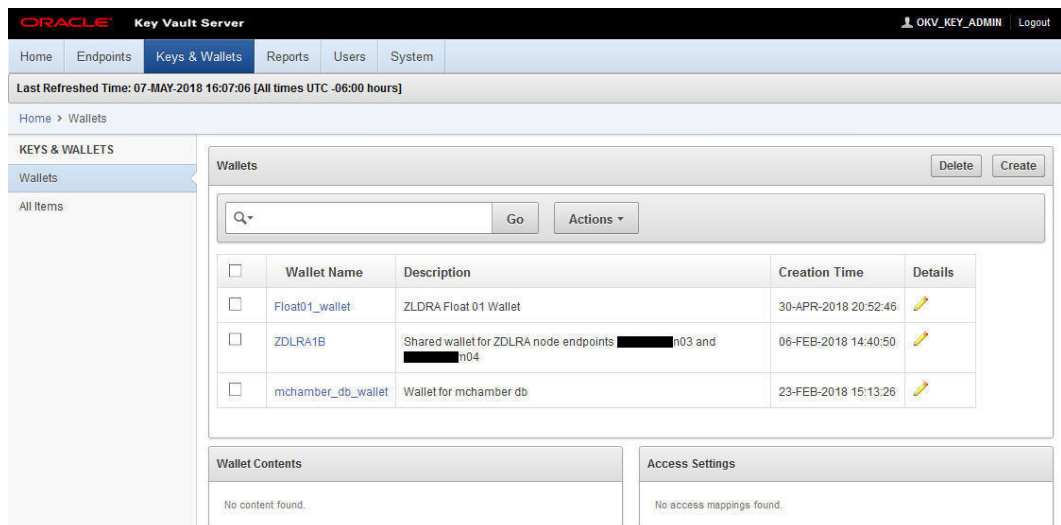 ORACLE Key Vault Server OKV_KEY_ADMIN Logout
Home Endpoints Keys & Wallets Reports Users System
Last Refreshed Time: 07-MAY-2018 16:07:06 [All times UTC -06:00 hours]
Home > Wallets
KEYS & WALLETS
Wallets
All Items
Wallets Delete Create
Go Actions
Wallet Name Description Creation Time Details
Float01_wallet ZLDRA Float 01 Wallet 30-APR-2018 20:52:46
ZDLRA1B Shared wallet for ZDLRA node endpoints n03 and 06-FEB-2018 14:40:50
n04
mchamber_db_wallet Wallet for mchamber db 23-FEB-2018 15:13:26
Wallet Contents
No content found.
Access Settings
No access mappings found.